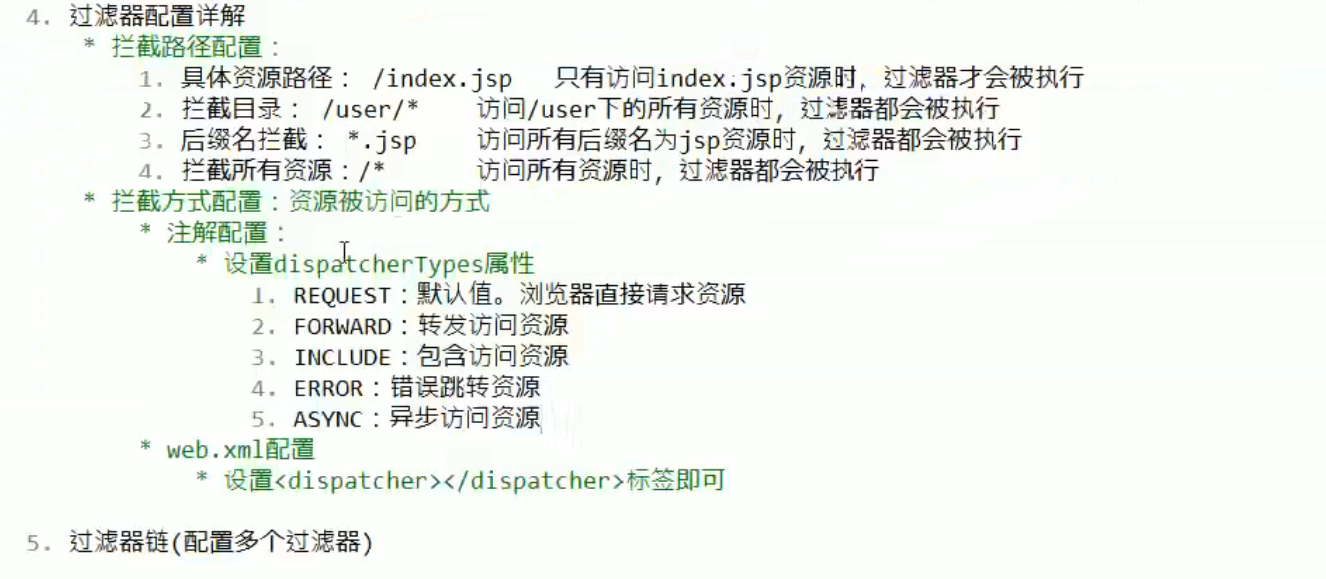 4. 过滤器配置详解
* 拦截路径配置：
1. 具体资源路径： /index.jsp 只有访问index.jsp资源时，过滤器才会被执行
2. 拦截目录： /user/* 访问/user下的所有资源时，过滤器都会被执行
3. 后缀名拦截： *.jsp 访问所有后缀名为jsp资源时，过滤器都会被执行
4. 拦截所有资源：/* 访问所有资源时，过滤器都会被执行
* 拦截方式配置：资源被访问的方式
* 注解配置：
* 设置dispatcherTypes属性
1. REQUEST：默认值。浏览器直接请求资源
2. FORWARD：转发访问资源
3. INCLUDE：包含访问资源
4. ERROR：错误跳转资源
5. ASYNC：异步访问资源
* web.xml配置
* 设置<dispatcher></dispatcher>标签即可
5. 过滤器链(配置多个过滤器)